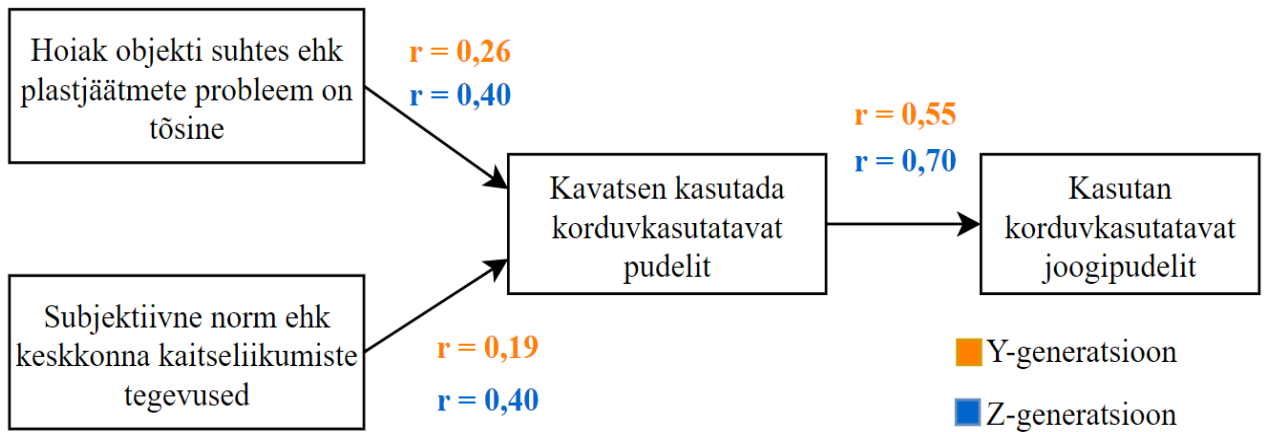 Hoiak objekti suhtes ehk
plastjäätmete probleem on
tõsine
r = 0,26
r = 0,40
Kavatsen kasutada
korduvkasutatavat
pudelit
r = 0,55
r = 0,70
Kasutan
korduvkasutatavat
joogipudelit
Subjektiivne norm ehk
keskkonna kaitseliikumiste
tegevused
r = 0,19
r = 0,40
Y-generatsioon
Z-generatsioon